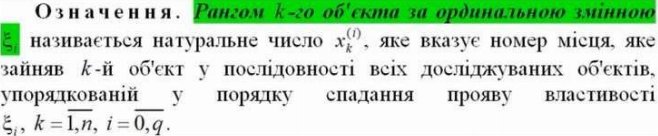 Означення. Рангом k-го об'єкта за ординальною змінною
ξᵢ називається натуральне число xₖ⁽ⁱ⁾, яке вказує номер місця, яке
зайняв k-й об'єкт у послідовності всіх досліджуваних об'єктів,
упорядкованій у порядку спадання прояву властивості
ξᵢ, k = 1,n, i = 0,q.